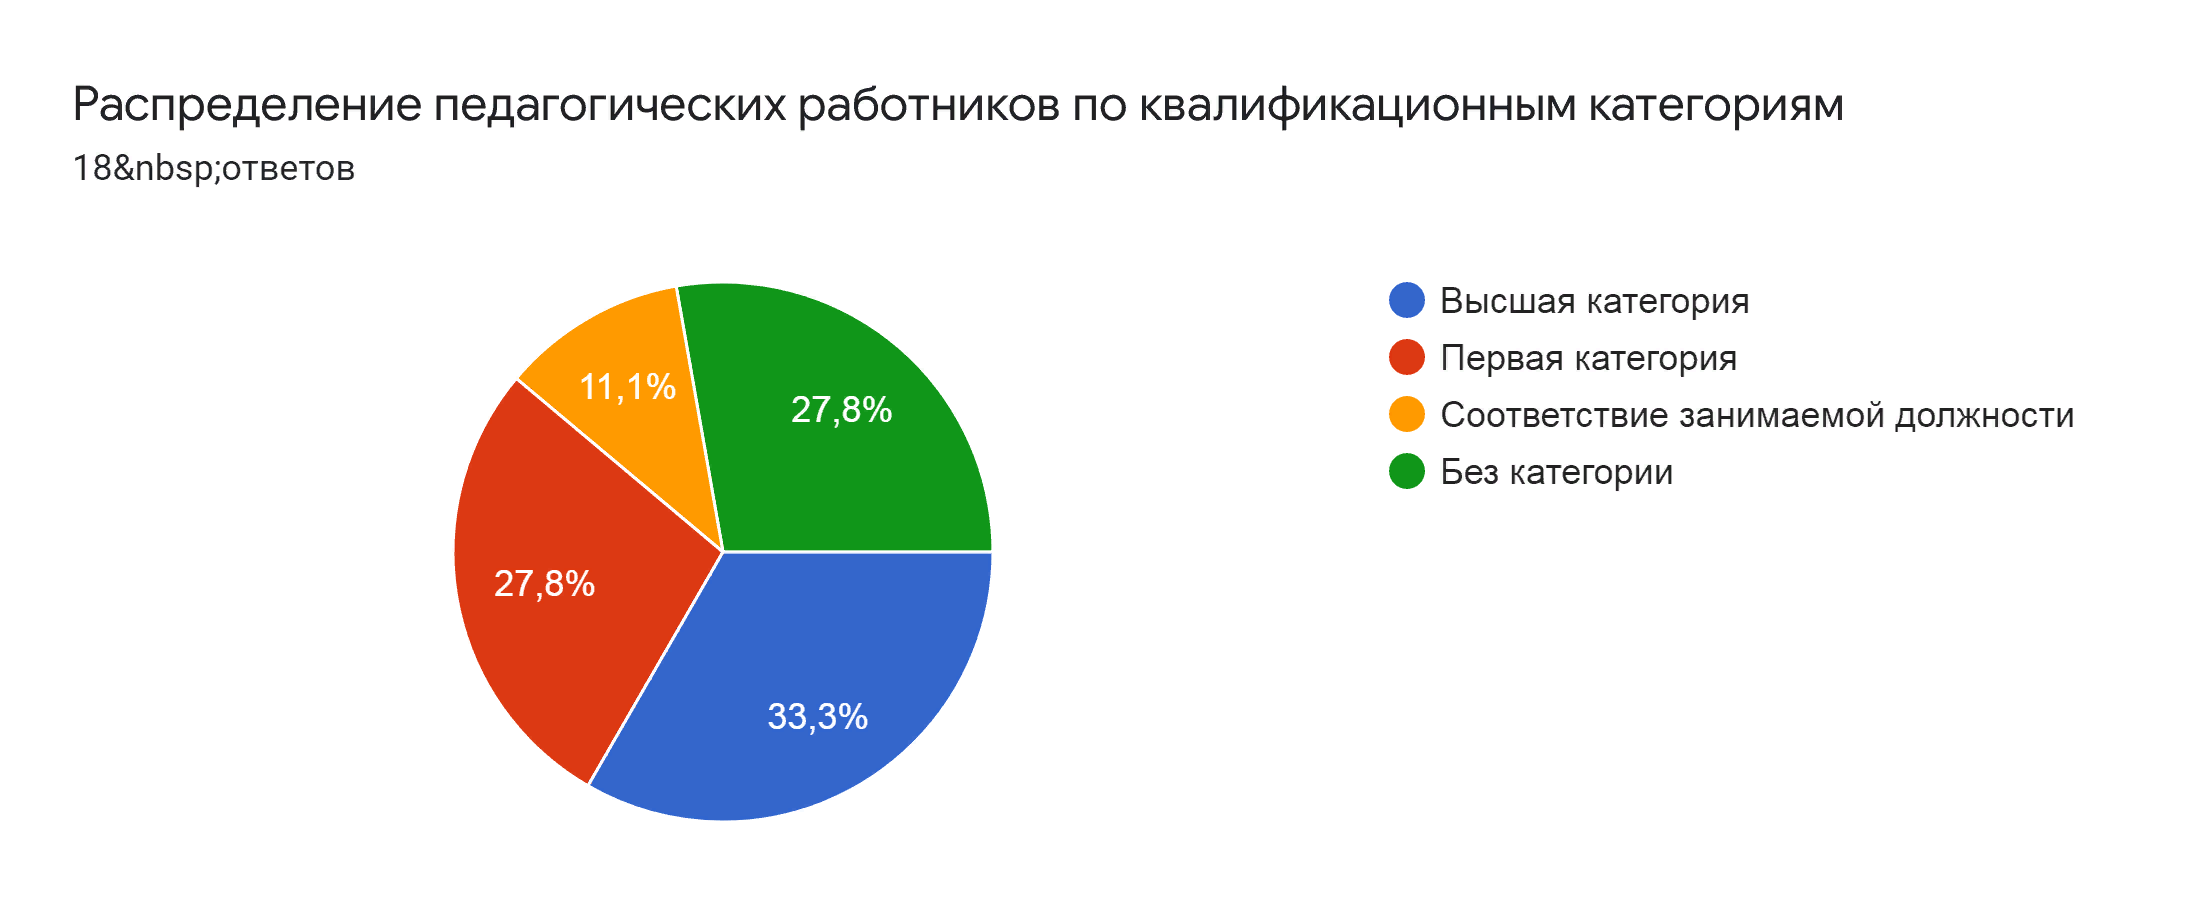 Распределение педагогических работников по квалификационным категориям
18&nbsp;ответов
Высшая категория
Первая категория
Соответствие занимаемой должности
Без категории
11,1%
27,8%
27,8%
33,3%